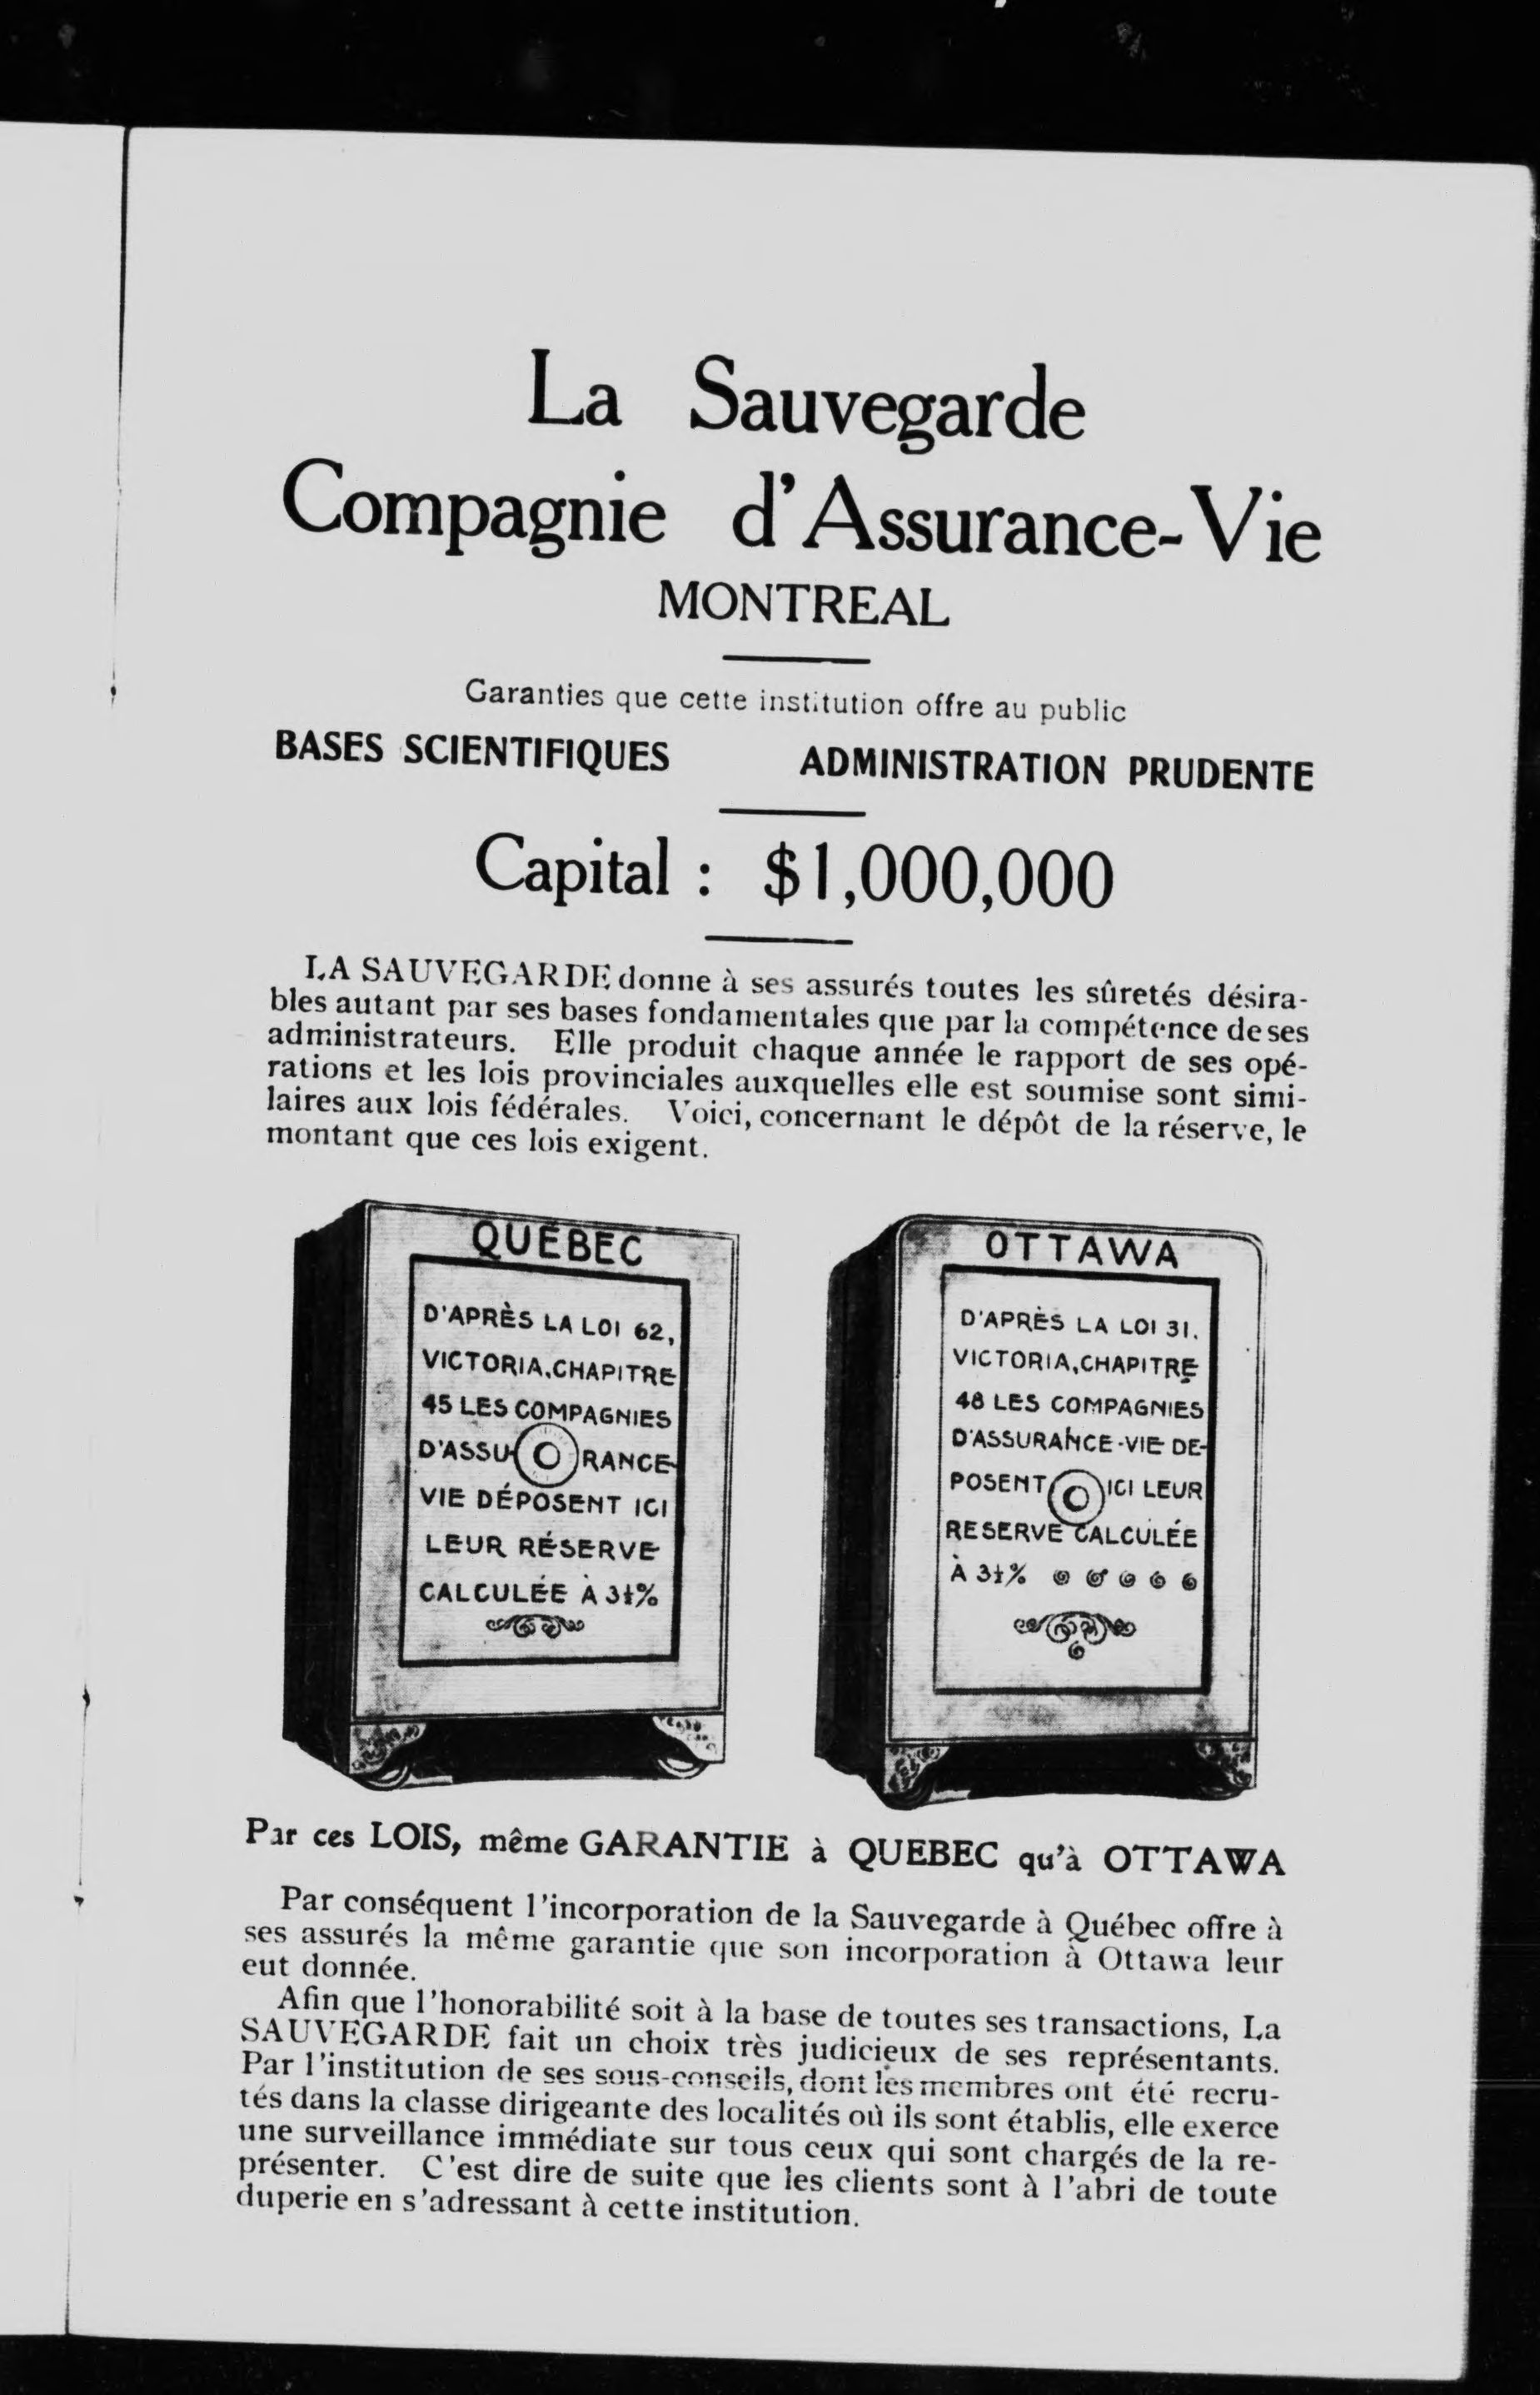 La Sauvegarde
Compagnie d'Assurance-Vie
MONTREAL
Garanties que cette institution offre au public
BASES SCIENTIFIQUES ADMINISTRATION PRUDENTE
Capital : $1,000,000
LA SAUVEGARDE donne à ses assurés toutes les sûretés désira-
bles autant par ses bases fondamentales que par la compétence de ses
administrateurs. Elle produit chaque année le rapport de ses opé-
rations et les lois provinciales auxquelles elle est soumise sont simi-
laires aux lois fédérales. Voici, concernant le dépôt de la réserve, le
montant que ces lois exigent.
QUÉBEC
D'APRÈS LA LOI 62,
VICTORIA, CHAPITRE
45 LES COMPAGNIES
D'ASSURANCE-
VIE DÉPOSENT ICI
LEUR RÉSERVE
CALCULÉE À 3½%
OTTAWA
D'APRÈS LA LOI 31.
VICTORIA, CHAPITRE
48 LES COMPAGNIES
D'ASSURANCE-VIE DE-
POSENT ICI LEUR
RESERVE CALCULÉE
À 3½%
Par ces LOIS, même GARANTIE à QUEBEC qu'à OTTAWA
Par conséquent l'incorporation de la Sauvegarde à Québec offre à
ses assurés la même garantie que son incorporation à Ottawa leur
eut donnée.
Afin que l'honorabilité soit à la base de toutes ses transactions, La
SAUVEGARDE fait un choix très judicieux de ses représentants.
Par l'institution de ses sous-conseils, dont les membres ont été recru-
tés dans la classe dirigeante des localités où ils sont établis, elle exerce
une surveillance immédiate sur tous ceux qui sont chargés de la re-
présenter. C'est dire de suite que les clients sont à l'abri de toute
duperie en s'adressant à cette institution.